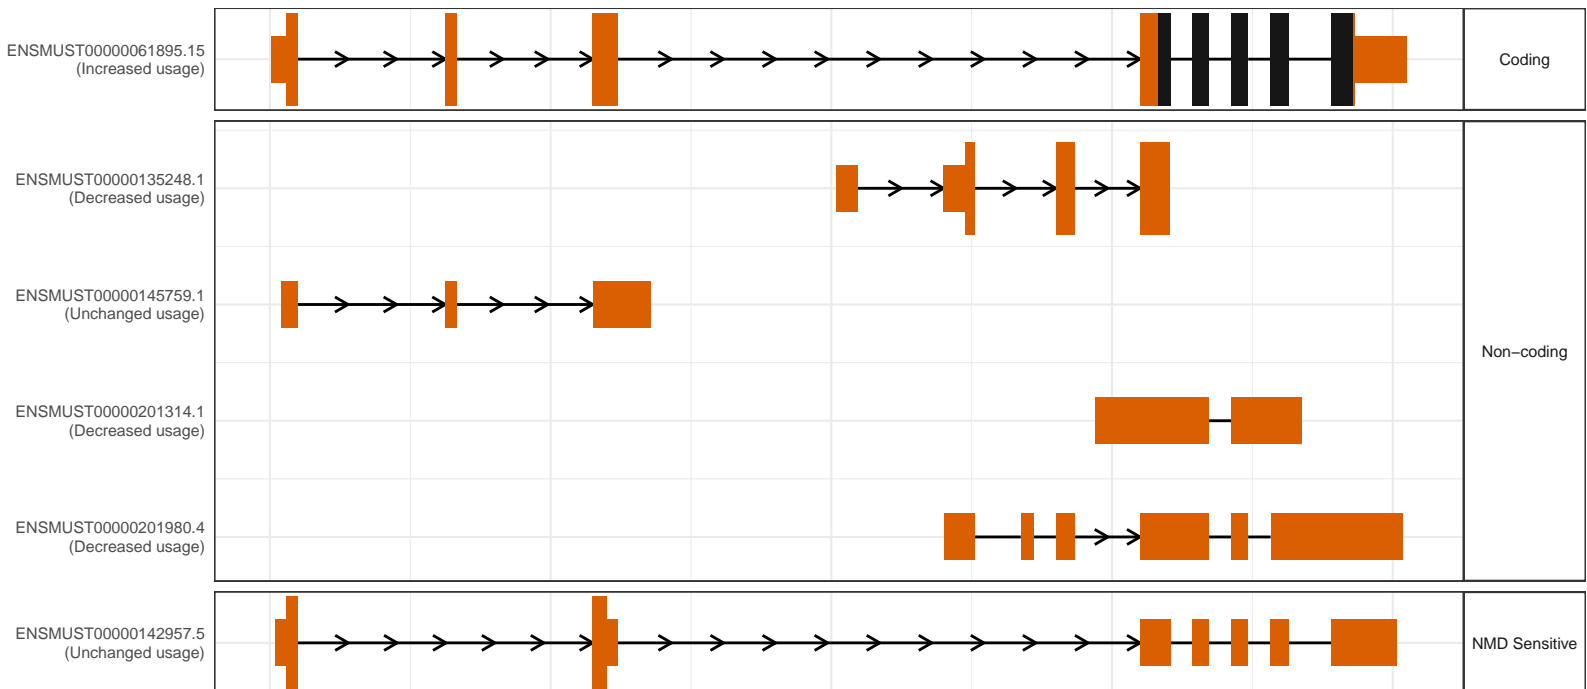 ENSMUST00000061895.15
(Increased usage)
Coding
ENSMUST00000135248.1
(Decreased usage)
ENSMUST00000145759.1
(Unchanged usage)
Non−coding
ENSMUST00000201314.1
(Decreased usage)
ENSMUST00000201980.4
(Decreased usage)
ENSMUST00000142957.5
(Unchanged usage)
NMD Sensitive